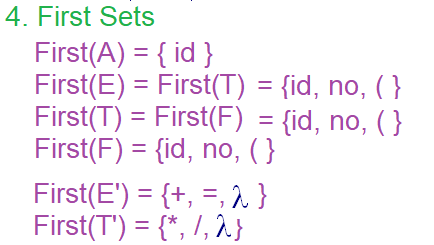 4. First Sets
First(A) = { id }
First(E) = First(T) = {id, no, ( }
First(T) = First(F) = {id, no, ( }
First(F) = {id, no, ( }
First(E') = {+, =, λ }
First(T') = {*, /, λ}